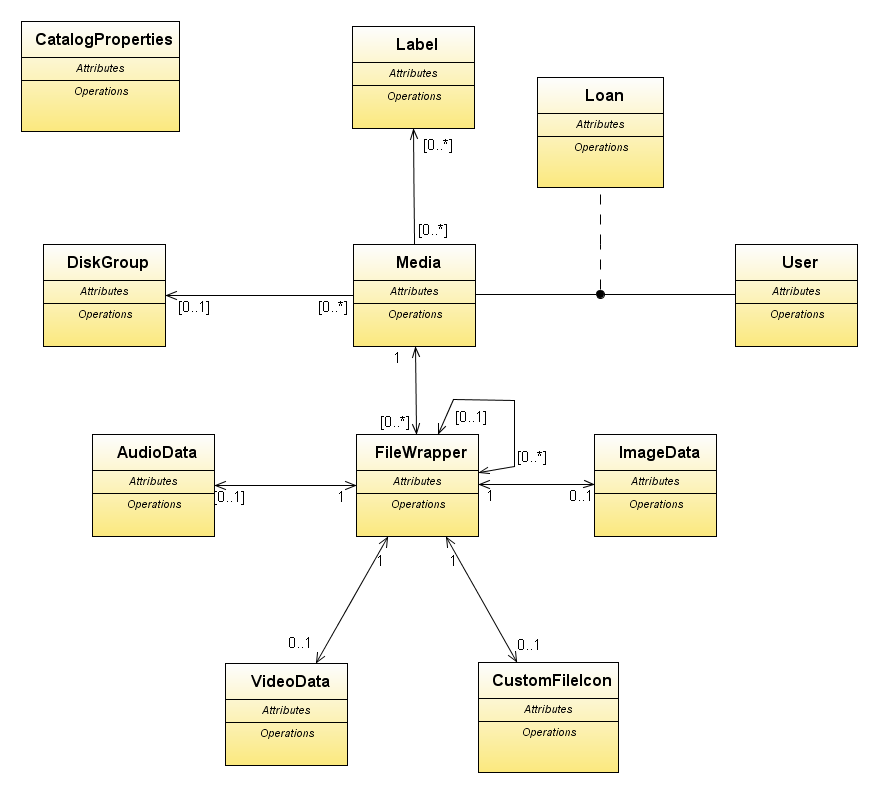 CatalogProperties
Attributes
Operations
Label
Attributes
Operations
[0..*]
[0..*]
Loan
Attributes
Operations
DiskGroup
Attributes
Operations
[0..1]
[0..*]
Media
Attributes
Operations
User
Attributes
Operations
1
[0..*]
[0..1]
[0..*]
AudioData
Attributes
Operations
[0..1]
1
FileWrapper
Attributes
Operations
1
0..1
ImageData
Attributes
Operations
1
1
0..1
0..1
VideoData
Attributes
Operations
CustomFileIcon
Attributes
Operations